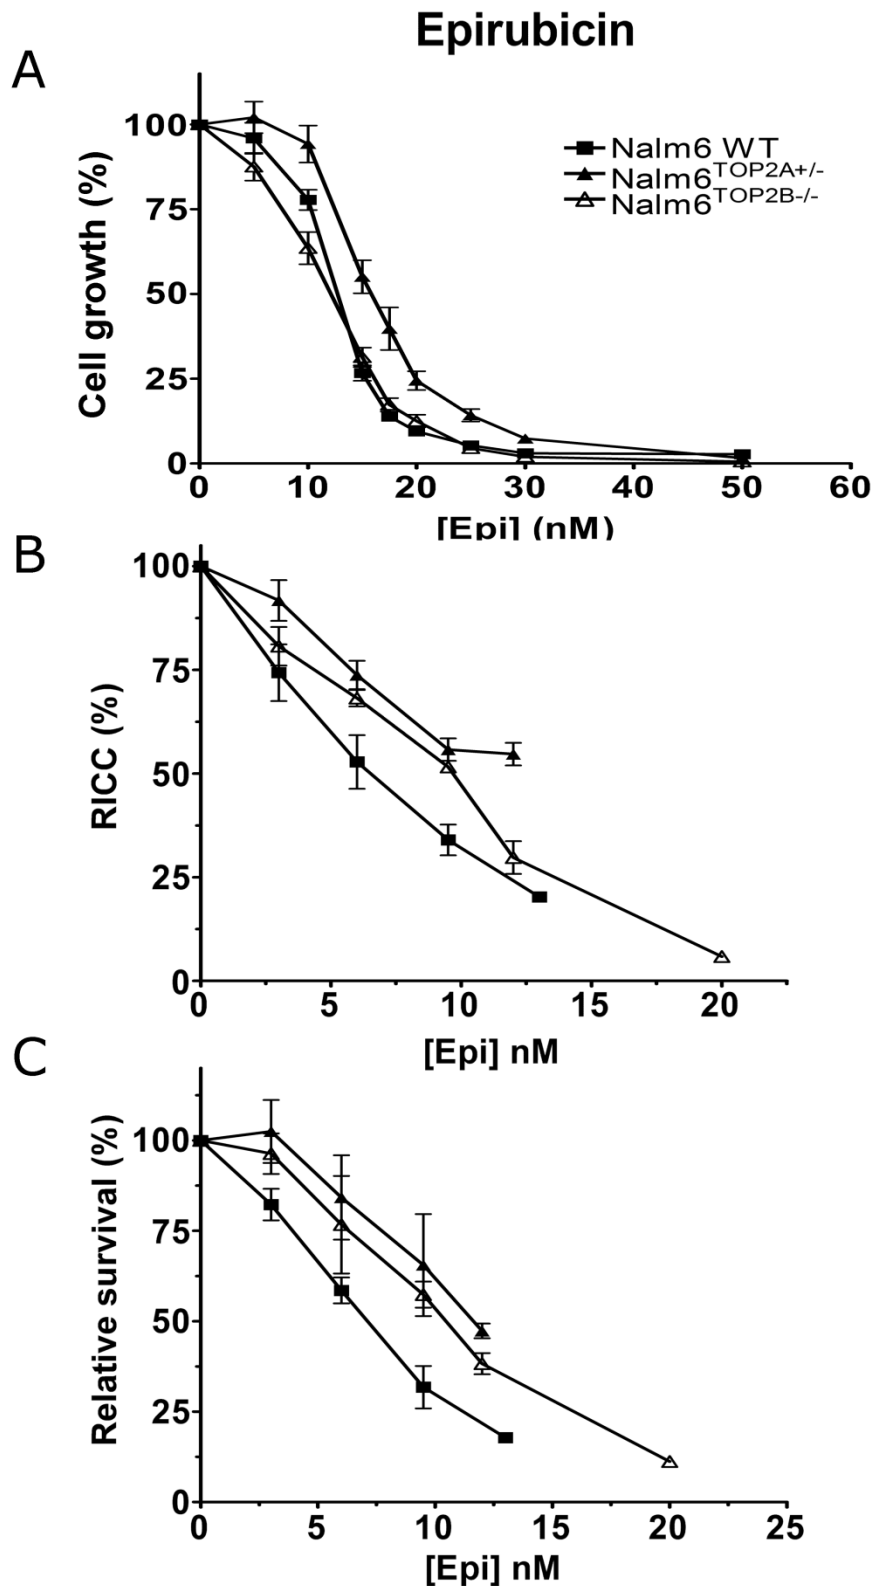 Epirubicin
A
Cell growth (%)
100
75
50
25
0
Nalm6 WT
Nalm6TOP2A+/-
Nalm6TOP2B-/-
0 10 20 30 40 50 60
[Epi] (nM)
B
RICC (%)
100
75
50
25
0
0 5 10 15 20
[Epi] nM
C
Relative survival (%)
100
75
50
25
0
0 5 10 15 20 25
[Epi] nM